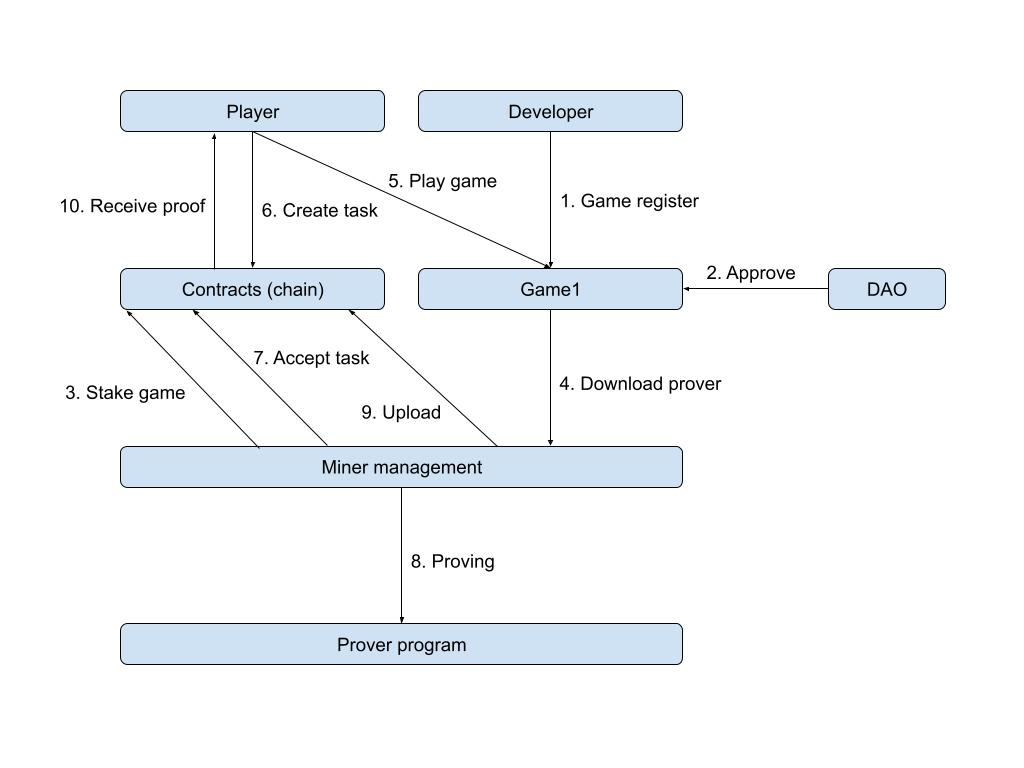 Player
Developer
5. Play game
10. Receive proof
6. Create task
1. Game register
2. Approve
Contracts (chain)
Game1
DAO
7. Accept task
3. Stake game
4. Download prover
9. Upload
Miner management
8. Proving
Prover program